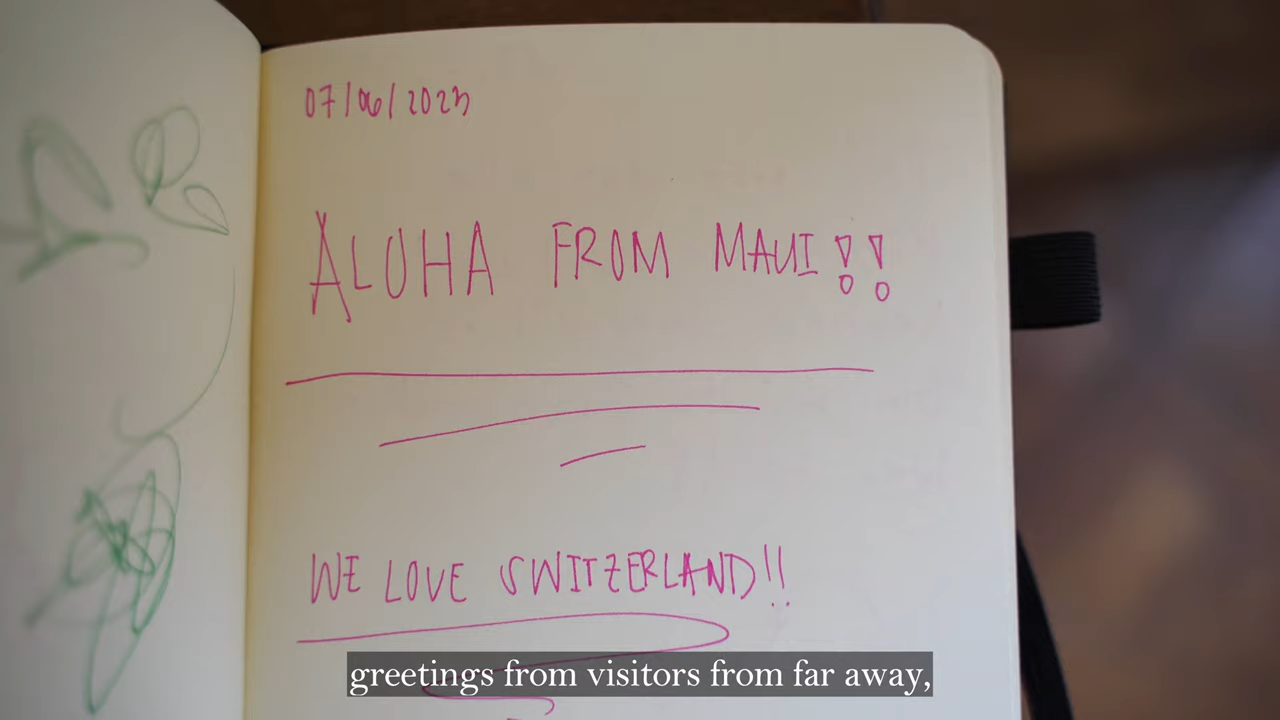 07/06/2023
ALOHA FROM MAUI!!
WE LOVE SWITZERLAND!!
greetings from visitors from far away,